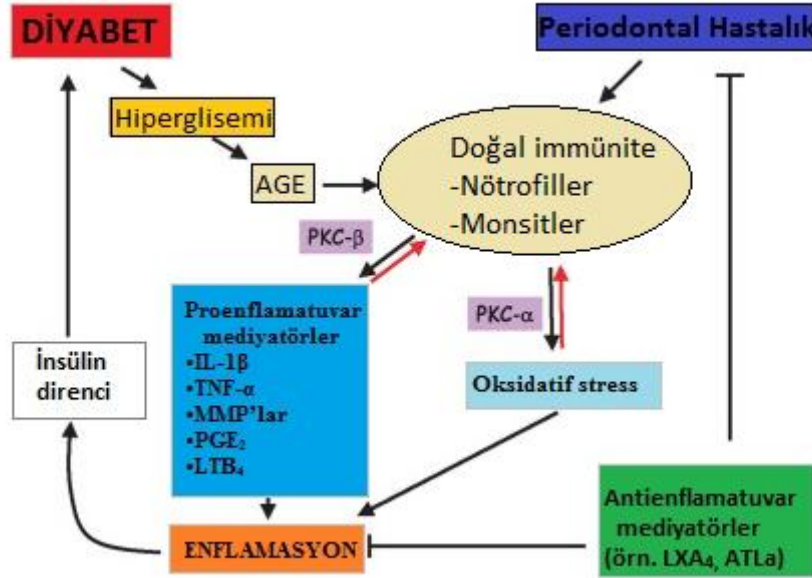 DİYABET
Periodontal Hastalık
Hiperglisemi
AGE
Doğal immünite
-Nötrofiller
-Monsitler
PKC-β
PKC-α
Proenflamatuvar
mediyatörler
•IL-1β
•TNF-α
•MMP'lar
•PGE₂
•LTB₄
Oksidatif stress
İnsülin
direnci
ENFLAMASYON
Antienflamatuvar
mediyatörler
(örn. LXA₄, ATLa)